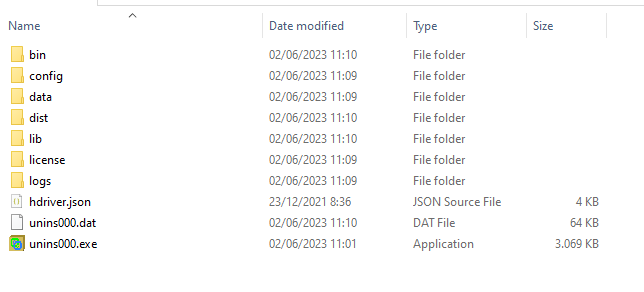 Name Date modified Type Size
bin 02/06/2023 11:10 File folder
config 02/06/2023 11:09 File folder
data 02/06/2023 11:09 File folder
dist 02/06/2023 11:10 File folder
lib 02/06/2023 11:10 File folder
license 02/06/2023 11:09 File folder
logs 02/06/2023 11:09 File folder
hdriver.json 23/12/2021 8:36 JSON Source File 4 KB
unins000.dat 02/06/2023 11:10 DAT File 64 KB
unins000.exe 02/06/2023 11:01 Application 3.069 KB